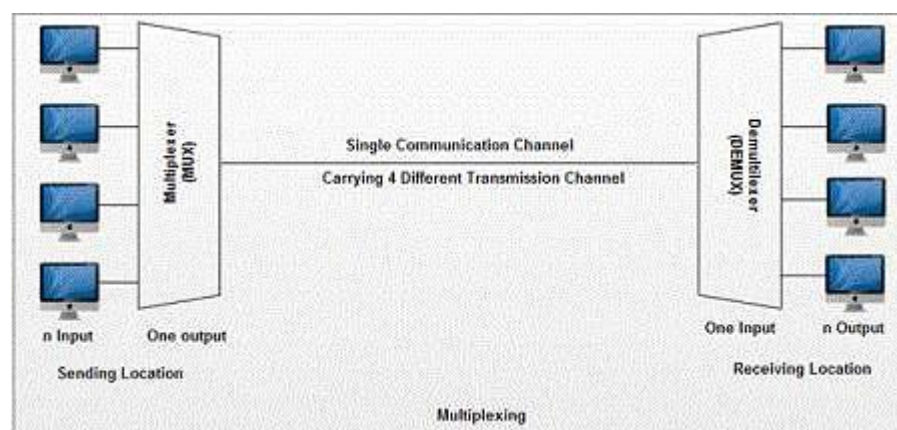 Multiplexer
(MUX)
Single Communication Channel
Carrying 4 Different Transmission Channel
Demultilexer
(DEMUX)
n Input
One output
One Input
n Output
Sending Location
Receiving Location
Multiplexing